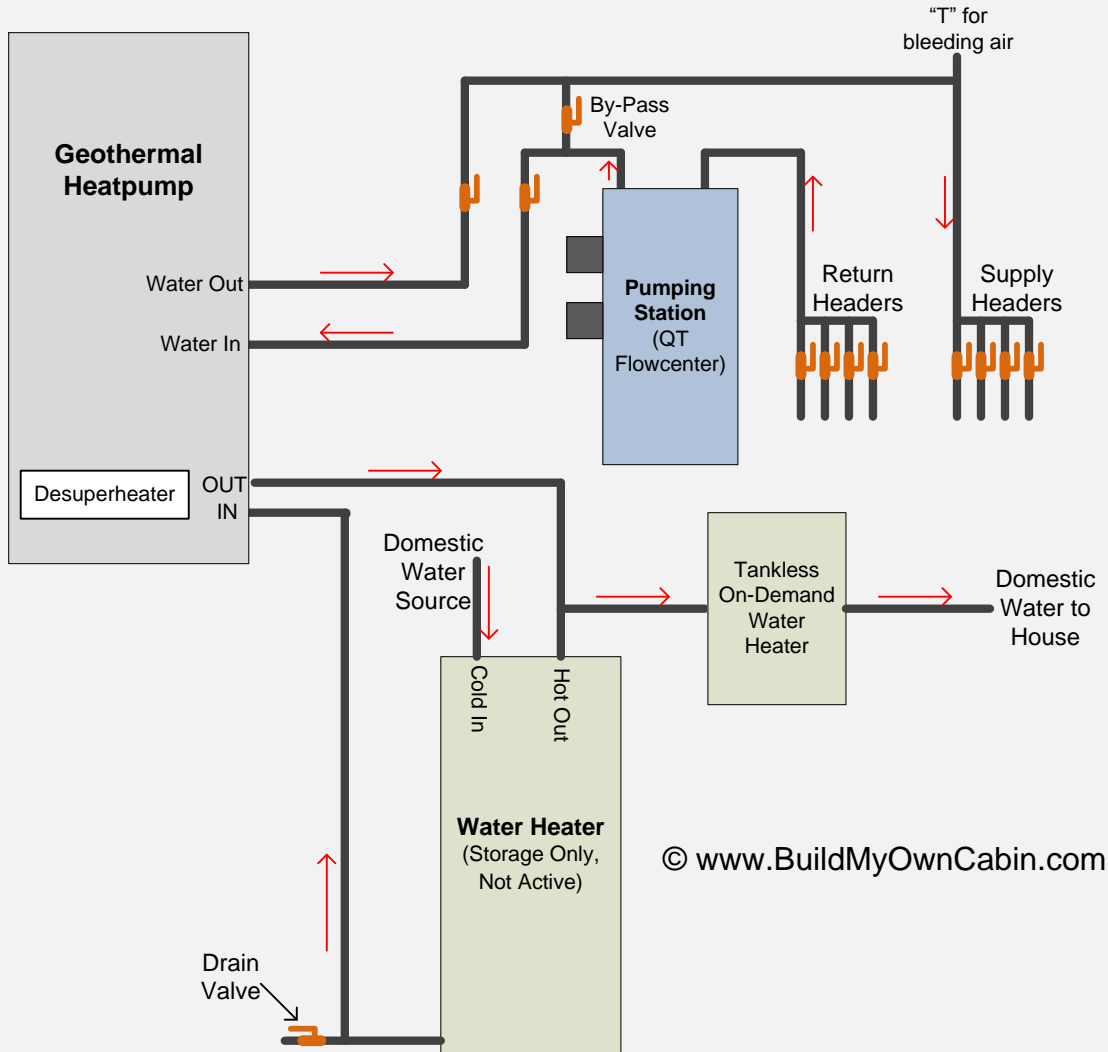 “T” for
bleeding air
By-Pass
Valve
Geothermal
Heatpump
Water Out
Water In
Pumping
Station
(QT
Flowcenter)
Return
Headers
Supply
Headers
Desuperheater
OUT
IN
Domestic
Water
Source
Cold In
Hot Out
Tankless
On-Demand
Water
Heater
Domestic
Water to
House
Water Heater
(Storage Only,
Not Active)
© www.BuildMyOwnCabin.com
Drain
Valve